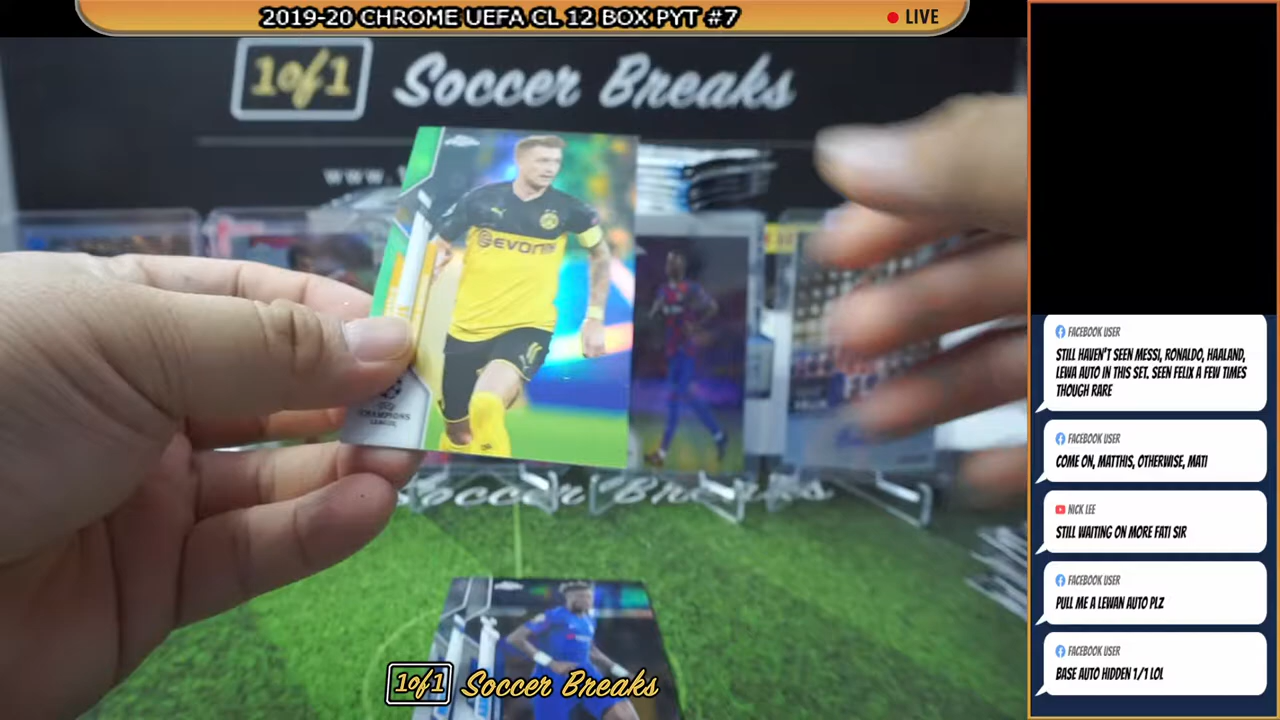 2019-20 CHROME UEFA CL 12 BOX PYT #7
LIVE
1of1 Soccer Breaks
www.
EVONIK
CHAMPIONS
LEAGUE
Soccer Breaks
1of1 Soccer Breaks
FACEBOOK USER
STILL HAVEN'T SEEN MESSI, RONALDO, HAALAND,
LEWA AUTO IN THIS SET. SEEN FELIX A FEW TIMES
THOUGH RARE
FACEBOOK USER
COME ON, MATTHIS, OTHERWISE, MATI
NICK LEE
STILL WAITING ON MORE FATI SIR
FACEBOOK USER
PULL ME A LEWAN AUTO PLZ
FACEBOOK USER
BASE AUTO HIDDEN 1/1 LOL